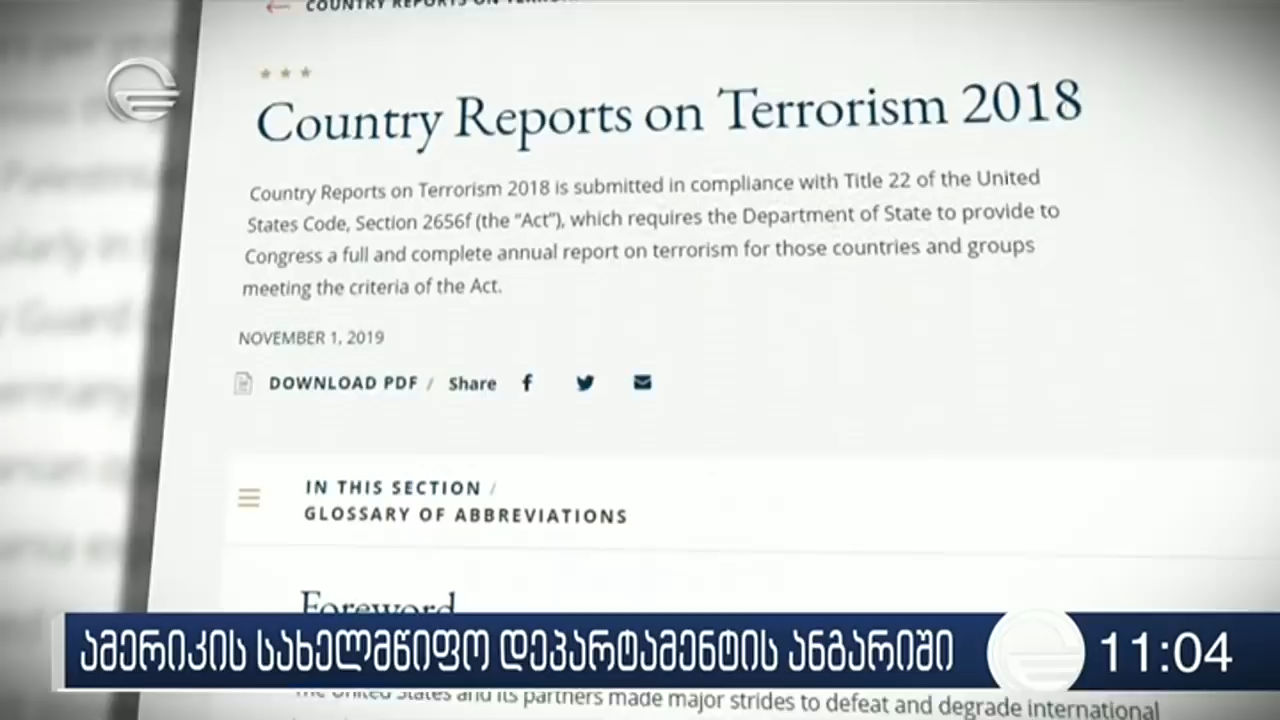 COUNTRY REPORTS ON
Country Reports on Terrorism 2018
Country Reports on Terrorism 2018 is submitted in compliance with Title 22 of the United
States Code, Section 2656f (the “Act”), which requires the Department of State to provide to
Congress a full and complete annual report on terrorism for those countries and groups
meeting the criteria of the Act.
NOVEMBER 1, 2019
DOWNLOAD PDF / Share
IN THIS SECTION /
GLOSSARY OF ABBREVIATIONS
Foreword
ამერიკის სახელმწიფო დეპარტამენტის ანგარიში
11:04
The United States and its partners made major strides to defeat and degrade international